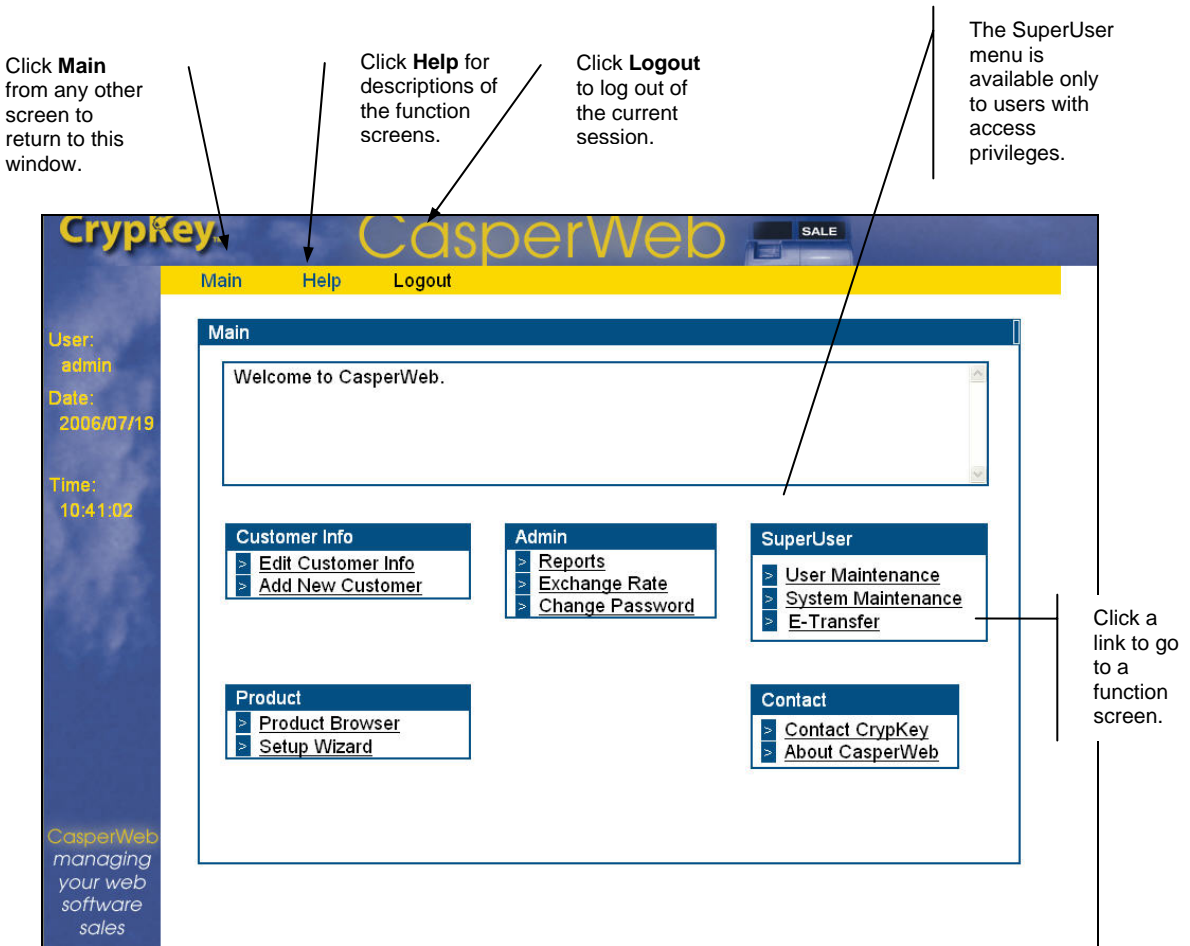 Click Main
from any other
screen to
return to this
window.
Click Help for
descriptions of
the function
screens.
Click Logout
to log out of
the current
session.
The SuperUser
menu is
available only
to users with
access
privileges.
CrypKey
CasperWeb
SALE
Main Help Logout
User:
admin
Date:
2006/07/19
Time:
10:41:02
Main
Welcome to CasperWeb.
Customer Info
> Edit Customer Info
> Add New Customer
Admin
> Reports
> Exchange Rate
> Change Password
SuperUser
> User Maintenance
> System Maintenance
> E-Transfer
Click a
link to go
to a
function
screen.
Product
> Product Browser
> Setup Wizard
Contact
> Contact CrypKey
> About CasperWeb
CasperWeb
managing
your web
software
sales